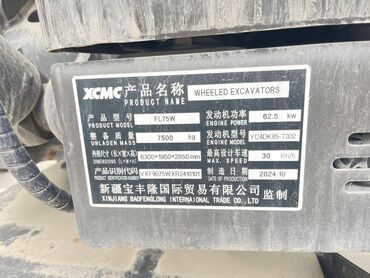 XCMC 产品名称 PRODUCT NAME WHEELED EXCAVATORS
产品型号 PRODUCT MODEL FL75W 发动机功率 ENGINE POWER 62.5 kw
整机质量 MASS 7500 kg 发动机型号 ENGINE MODEL YC4DK85-T302
外形尺寸(长×宽×高) 6300×1950×2850 mm 最高设计车速 MAX. SPEED 30 km/h
产品识别代码 PRODUCT IDENTIFICATION NUMBER VXF9075WXR2410101 制造日期 DATE OF PRODUCTION 2024.10
新疆宝丰隆国际贸易有限公司 监制
XINJIANG BAOFENGLONG INTERNATIONAL TRADE CO.,LTD